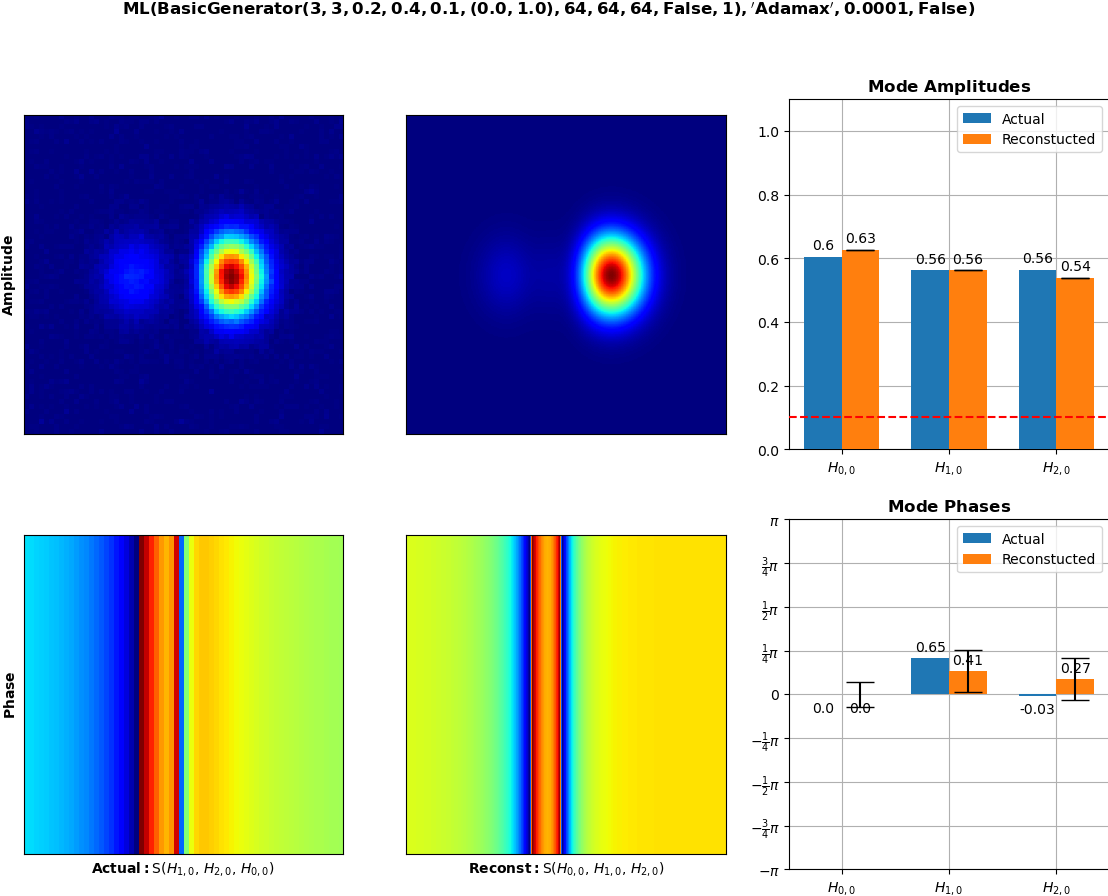 ML(BasicGenerator(3, 3, 0.2, 0.4, 0.1, (0.0, 1.0), 64, 64, 64, False, 1), 'Adamax', 0.0001, False)
Amplitude
Mode Amplitudes
Actual
Reconstucted
1.0
0.8
0.6
0.4
0.2
0.0
0.6
0.63
0.56
0.56
0.56
0.54
H0,0
H1,0
H2,0
Phase
Actual: S(H1,0, H2,0, H0,0)
Reconst: S(H0,0, H1,0, H2,0)
Mode Phases
Actual
Reconstucted
π
3/4π
1/2π
1/4π
0
−1/4π
−1/2π
−3/4π
−π
0.0
0.0
0.65
0.41
-0.03
0.27
H0,0
H1,0
H2,0